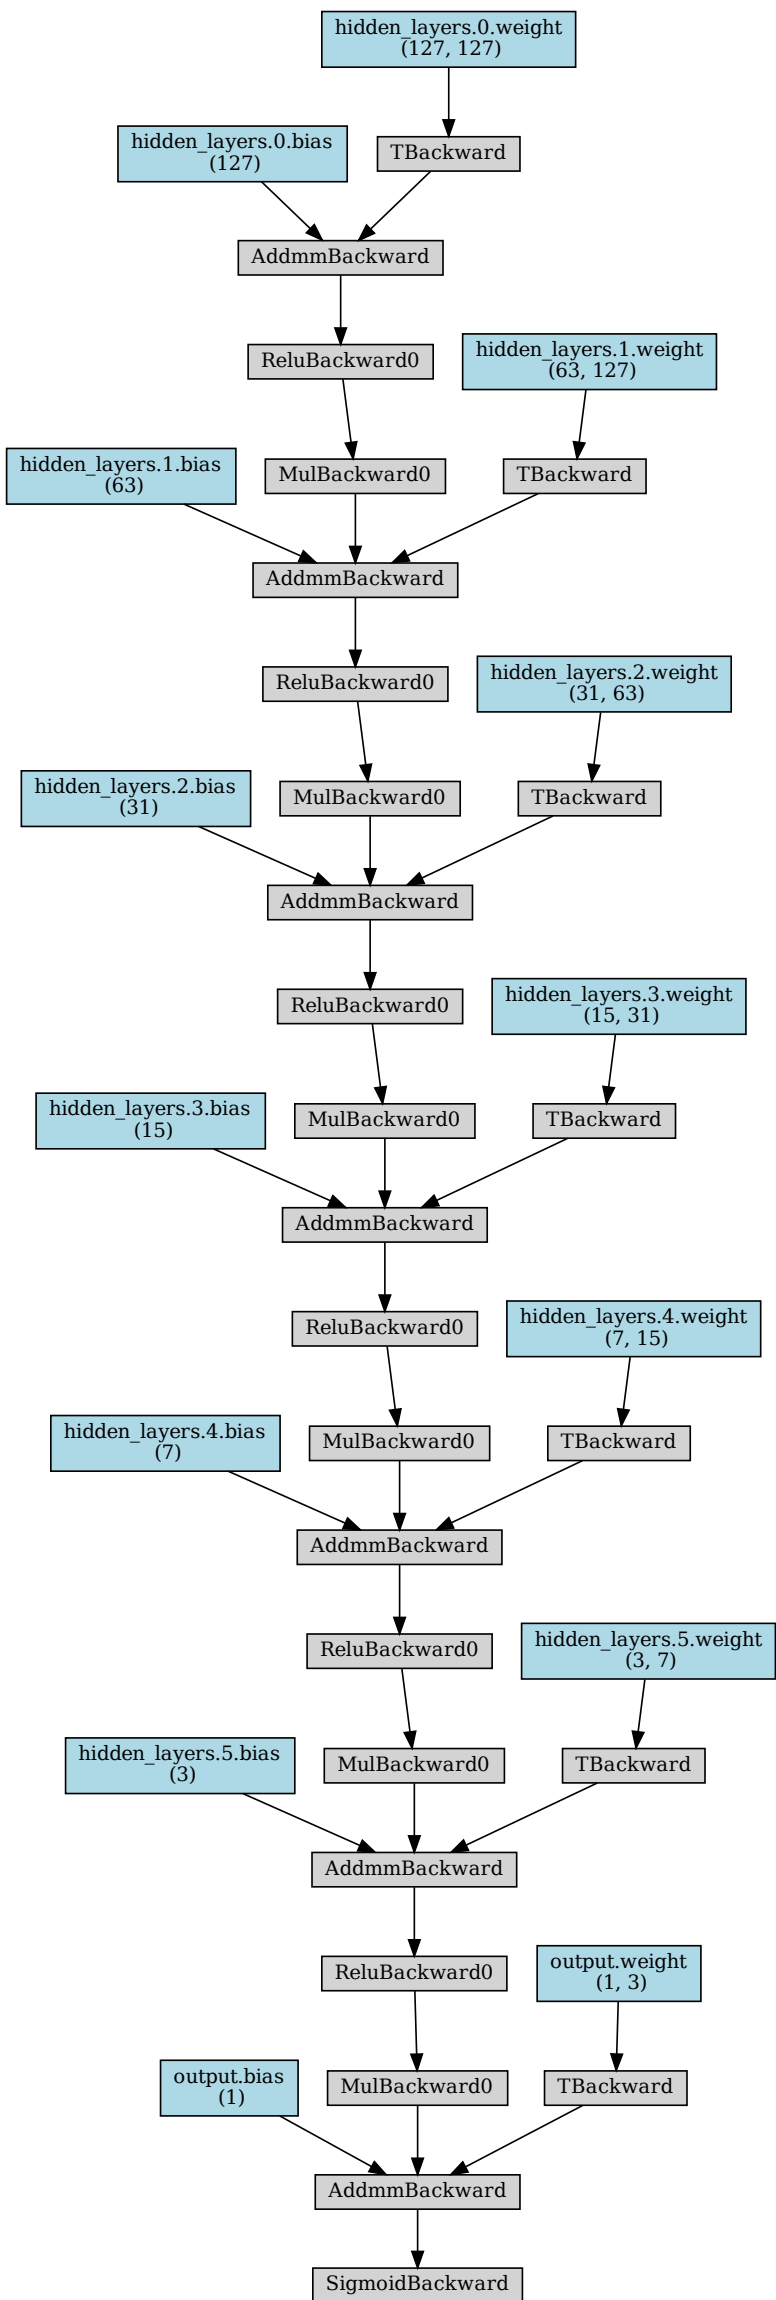 hidden_layers.0.weight
(127, 127)
hidden_layers.0.bias
(127)
TBackward
AddmmBackward
ReluBackward0
hidden_layers.1.weight
(63, 127)
hidden_layers.1.bias
(63)
MulBackward0
TBackward
AddmmBackward
ReluBackward0
hidden_layers.2.weight
(31, 63)
hidden_layers.2.bias
(31)
MulBackward0
TBackward
AddmmBackward
ReluBackward0
hidden_layers.3.weight
(15, 31)
hidden_layers.3.bias
(15)
MulBackward0
TBackward
AddmmBackward
ReluBackward0
hidden_layers.4.weight
(7, 15)
hidden_layers.4.bias
(7)
MulBackward0
TBackward
AddmmBackward
ReluBackward0
hidden_layers.5.weight
(3, 7)
hidden_layers.5.bias
(3)
MulBackward0
TBackward
AddmmBackward
ReluBackward0
output.weight
(1, 3)
output.bias
(1)
MulBackward0
TBackward
AddmmBackward
SigmoidBackward